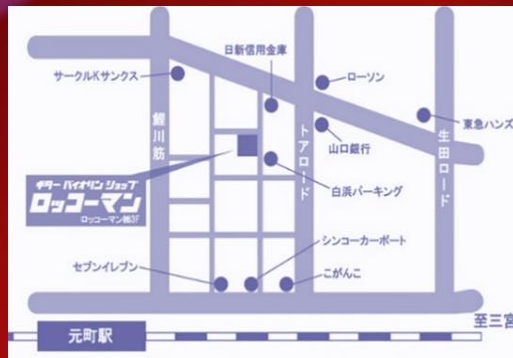 日新信用金庫
サークルKサンクス
ローソン
東急ハンズ
鯉川筋
トアロード
山口銀行
生田ロード
白浜パーキング
ギター バイオリン ショップ
ロッコーマン
ロッコーマン㈱3F
シンコーカーポート
セブンイレブン
こがんこ
元町駅
至三宮